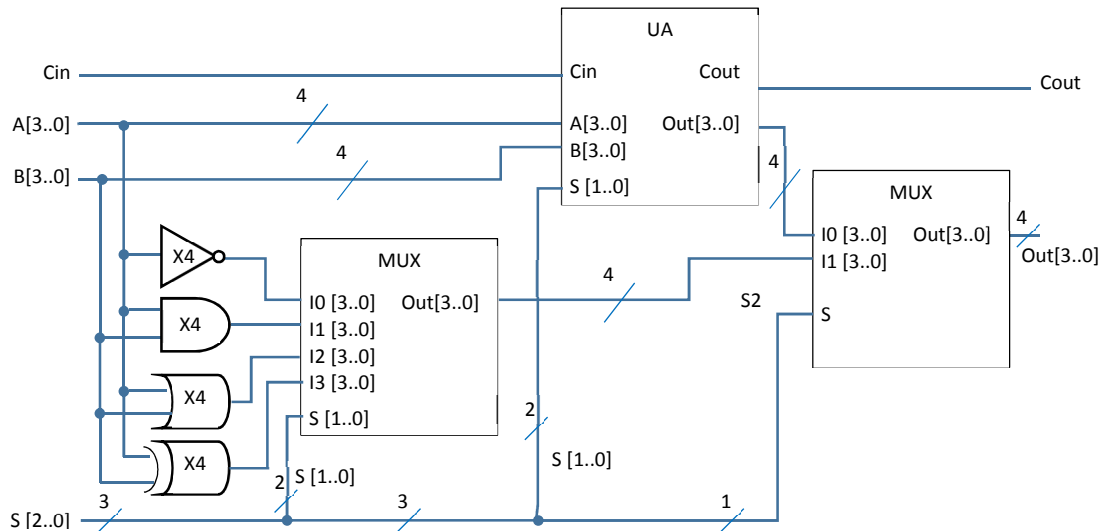 UA
Cin
Cin
Cout
Cout
4
A[3..0]
A[3..0]
Out[3..0]
B[3..0]
4
B[3..0]
4
S [1..0]
MUX
4
I0 [3..0]
Out[3..0]
Out[3..0]
I1 [3..0]
X4
MUX
4
S2
S
I0 [3..0]
Out[3..0]
X4
I1 [3..0]
I2 [3..0]
X4
I3 [3..0]
S [1..0]
2
X4
S [1..0]
S [1..0]
2
3
3
1
S [2..0]